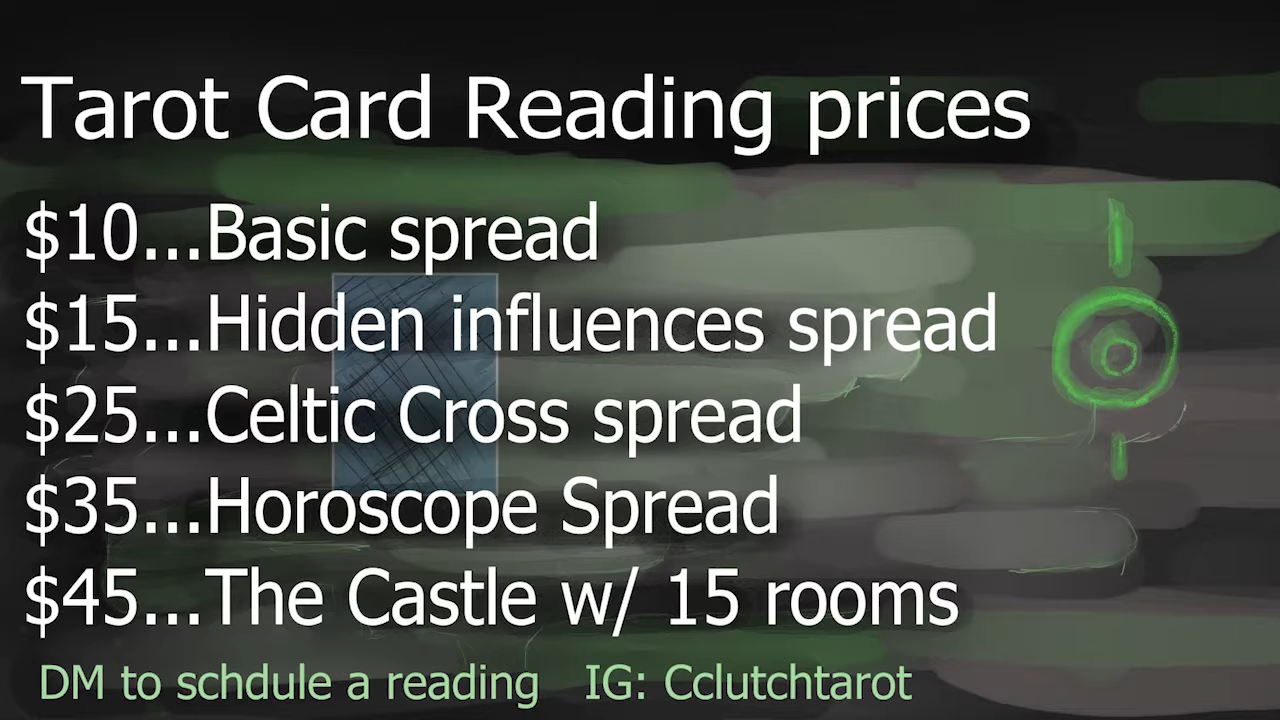 Tarot Card Reading prices
$10...Basic spread
$15...Hidden influences spread
$25...Celtic Cross spread
$35...Horoscope Spread
$45...The Castle w/ 15 rooms
DM to schdule a reading IG: Cclutchtarot